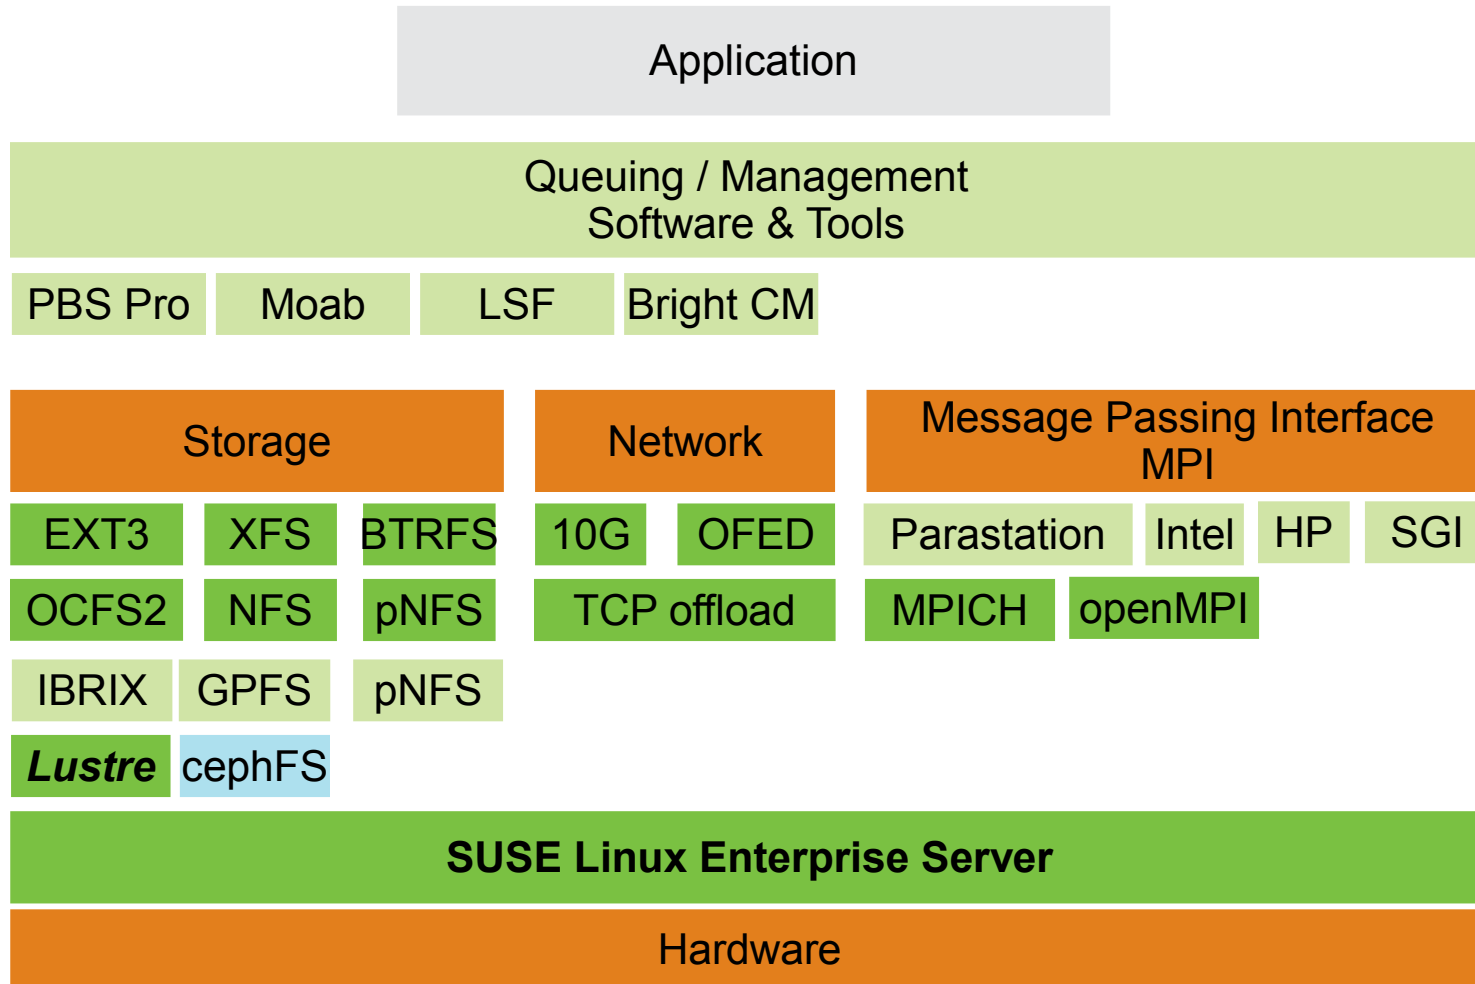 Application
Queuing / Management
Software & Tools
PBS Pro Moab LSF Bright CM
Storage Network Message Passing Interface
MPI
EXT3 XFS BTRFS 10G OFED Parastation Intel HP SGI
OCFS2 NFS pNFS TCP offload MPICH openMPI
IBRIX GPFS pNFS
Lustre cephFS
SUSE Linux Enterprise Server
Hardware